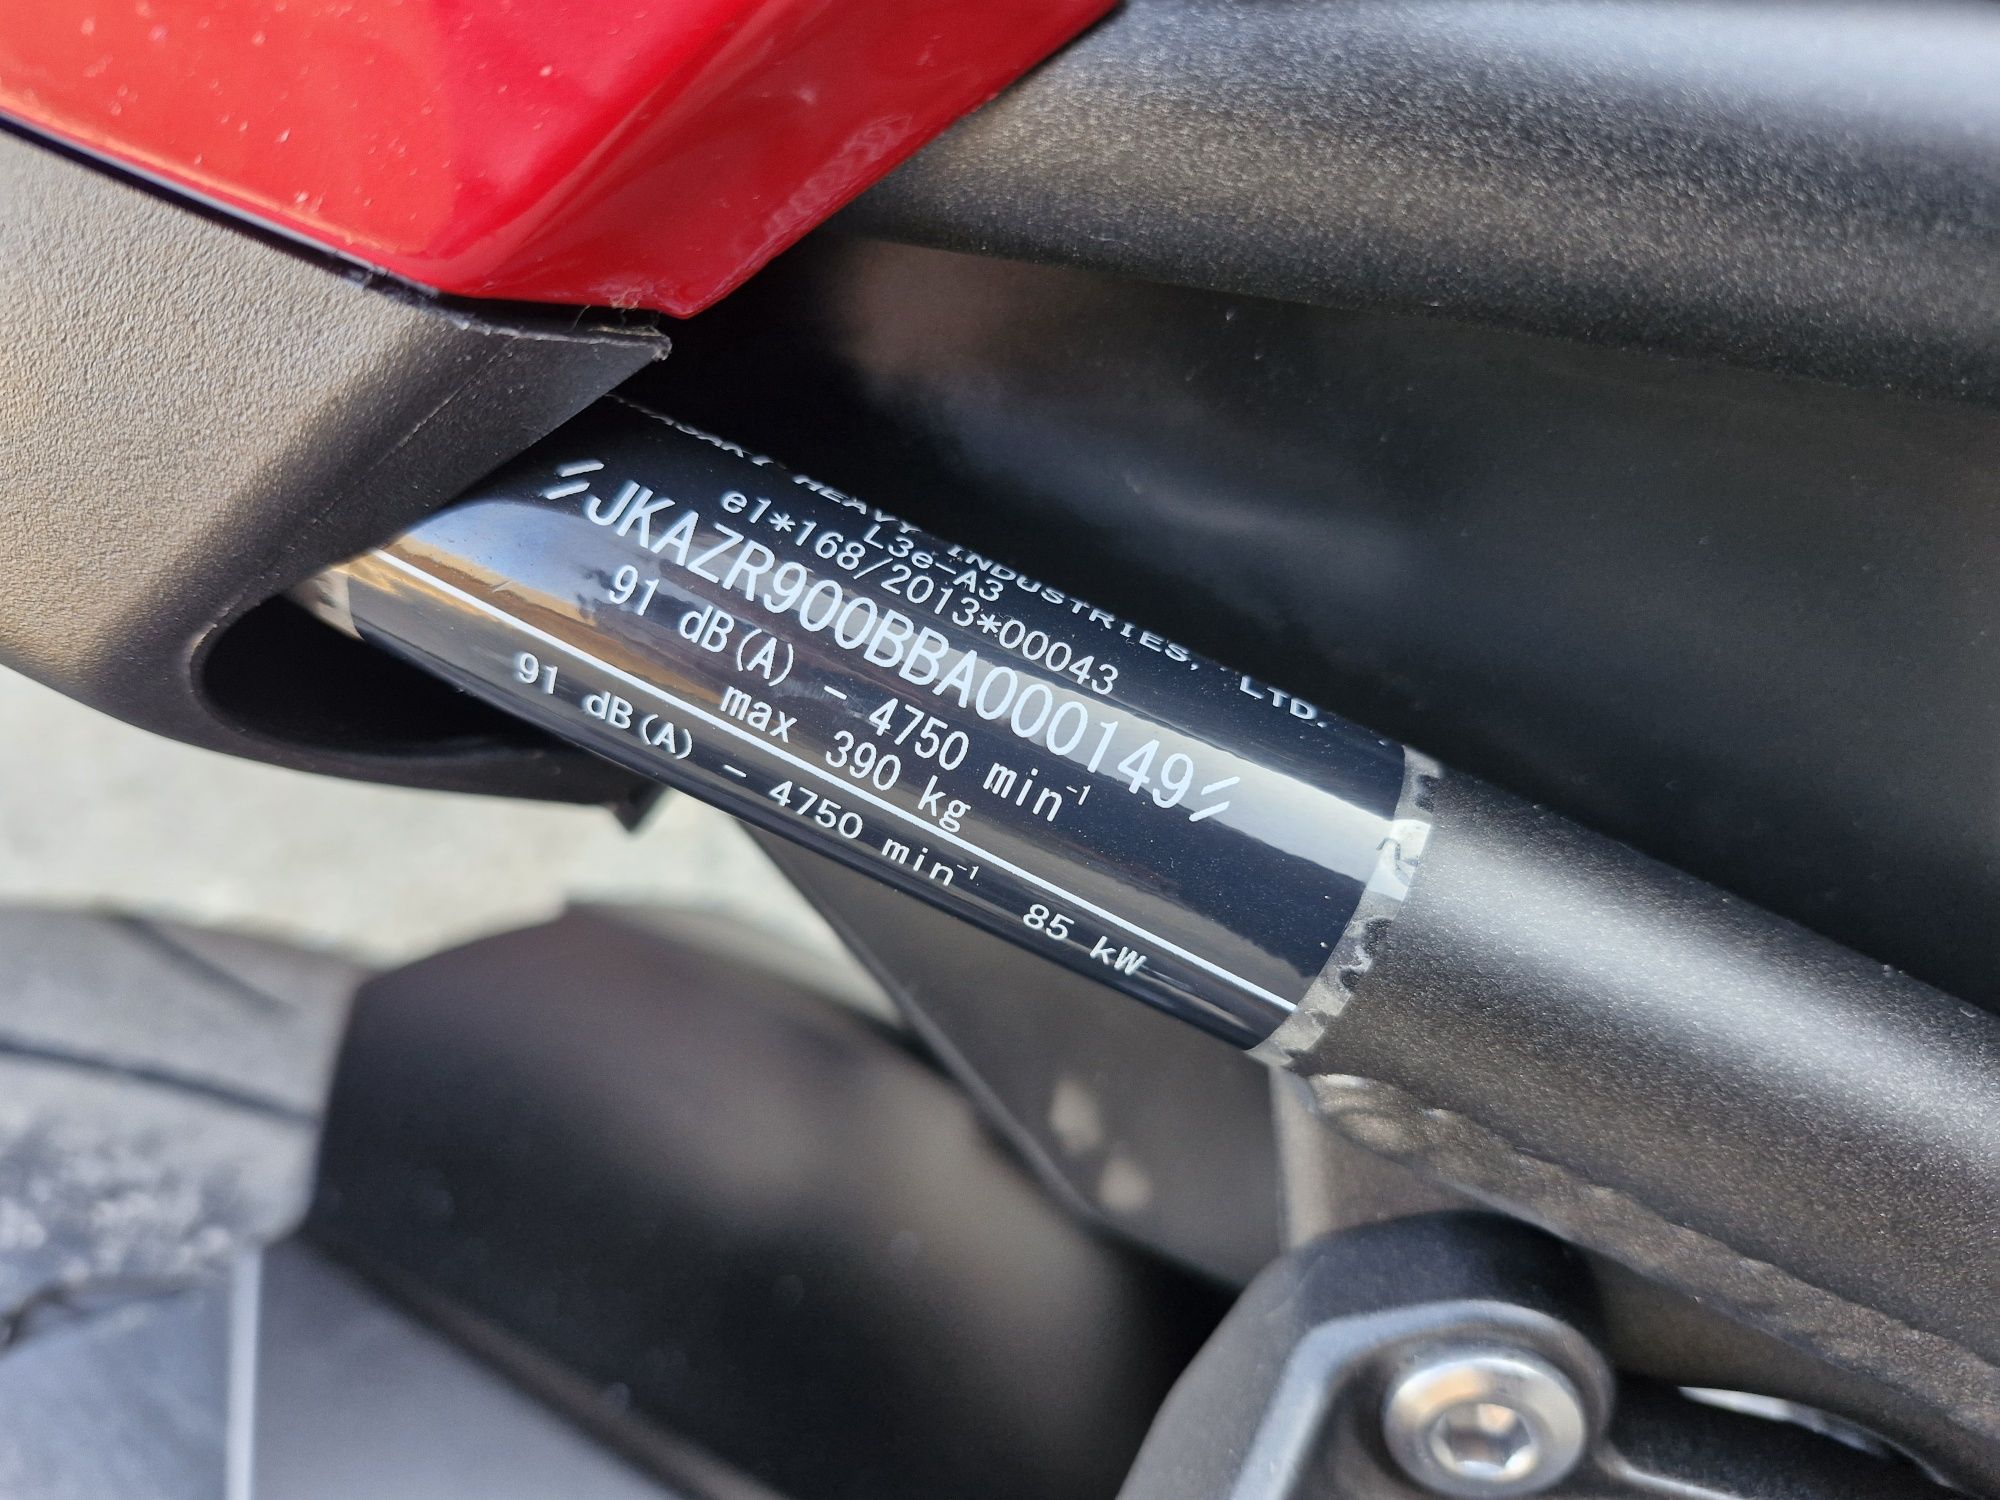 HEAVY INDUSTRIES, LTD.
L3e-A3
e1*168/2013*00043
〃JKAZR900BBA000149〃
91 dB(A) - 4750 min⁻¹
max 390 kg
91 dB(A) - 4750 min⁻¹ 85 kW